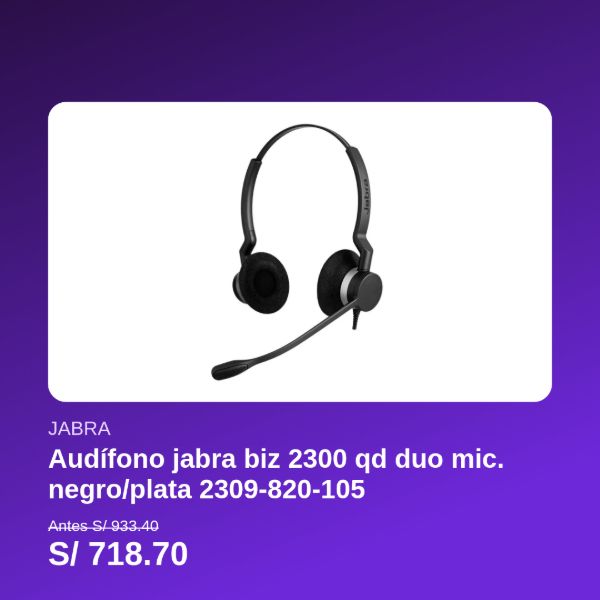 Jabra
JABRA
Audífono jabra biz 2300 qd duo mic.
negro/plata 2309-820-105
Antes S/ 933.40
S/ 718.70